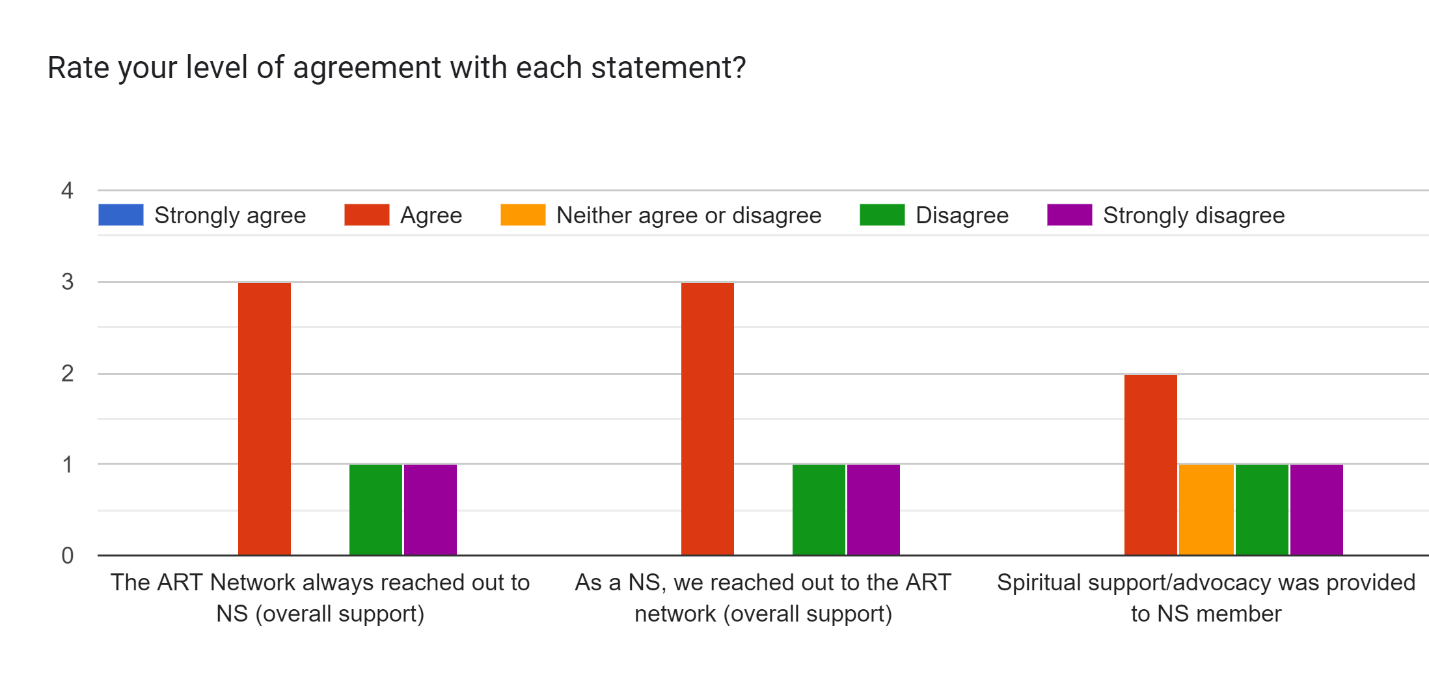 Rate your level of agreement with each statement?
4
Strongly agree Agree Neither agree or disagree Disagree Strongly disagree
3
2
1
0
The ART Network always reached out to
NS (overall support)
As a NS, we reached out to the ART
network (overall support)
Spiritual support/advocacy was provided
to NS member